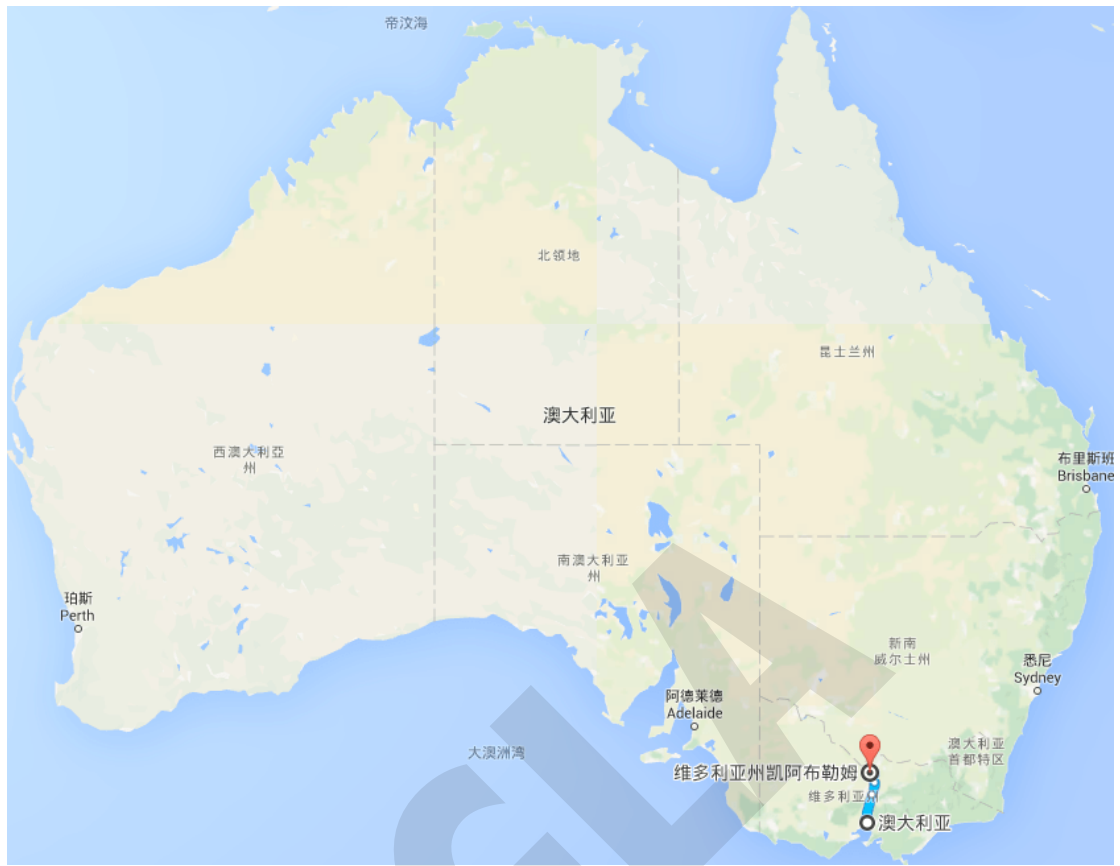 帝汶海
北领地
昆士兰州
澳大利亚
西澳大利亞
州
布里斯班
Brisbane
南澳大利亚
州
珀斯
Perth
新南
威尔士州
悉尼
Sydney
阿德莱德
Adelaide
大澳洲湾
澳大利亚
首都特区
维多利亚州凯阿布勒姆
维多利亚州
澳大利亚